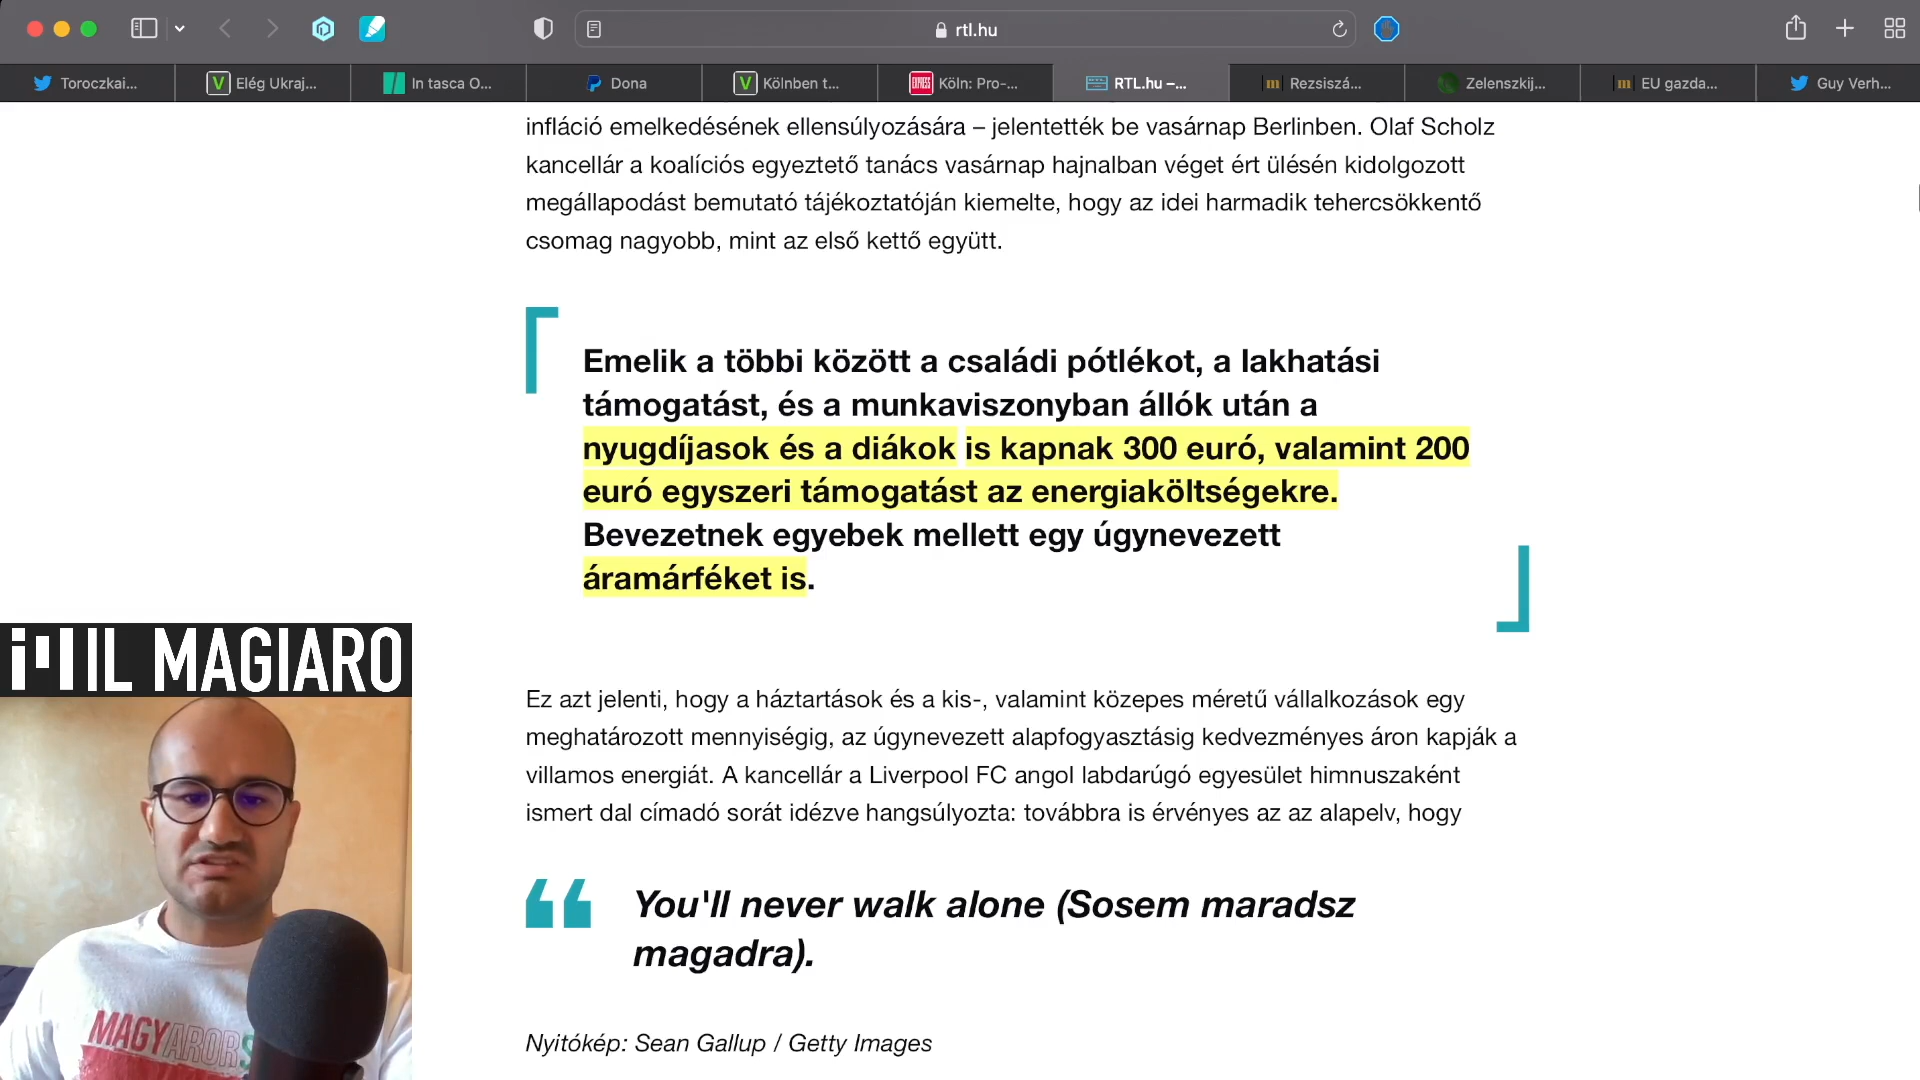 rtl.hu
Toroczkai...
Elég Ukraj...
In tasca O...
Dona
Kölnben t...
Köln: Pro-...
RTL.hu –...
Rezsiszá...
Zelenszkij...
EU gazda...
Guy Verh...
infláció emelkedésének ellensúlyozására – jelentették be vasárnap Berlinben. Olaf Scholz
kancellár a koalíciós egyeztető tanács vasárnap hajnalban véget ért ülésén kidolgozott
megállapodást bemutató tájékoztatóján kiemelte, hogy az idei harmadik tehercsökkentő
csomag nagyobb, mint az első kettő együtt.
Emelik a többi között a családi pótlékot, a lakhatási
támogatást, és a munkaviszonyban állók után a
nyugdíjasok és a diákok is kapnak 300 euró, valamint 200
euró egyszeri támogatást az energiaköltségekre.
Bevezetnek egyebek mellett egy úgynevezett
áramárféket is.
Ez azt jelenti, hogy a háztartások és a kis-, valamint közepes méretű vállalkozások egy
meghatározott mennyiségig, az úgynevezett alapfogyasztásig kedvezményes áron kapják a
villamos energiát. A kancellár a Liverpool FC angol labdarúgó egyesület himnuszaként
ismert dal címadó sorát idézve hangsúlyozta: továbbra is érvényes az az alapelv, hogy
You'll never walk alone (Sosem maradsz
magadra).
Nyitókép: Sean Gallup / Getty Images
IL MAGIARO
MAGYARORS